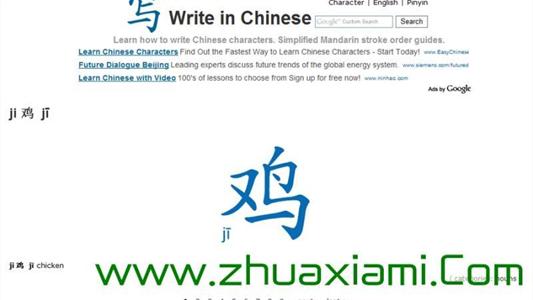 Character | English | Pinyin
写 Write in Chinese
Google™ Custom Search
Search
Learn how to write Chinese characters. Simplified Mandarin stroke order guides.
Learn Chinese Characters Find Out the Fastest Way to Learn Chinese Characters - Start Today! www.EasyChinese
Future Dialogue Beijing Leading experts discuss future trends of the global energy system. www.siemens.com/futured
Learn Chinese with Video 100's of lessons to choose from Sign up for free now! www.ninhao.com
Ads by Google
ji 鸡 jī
鸡
jī
ji 鸡 jī chicken
www.zhuaxiami.Com